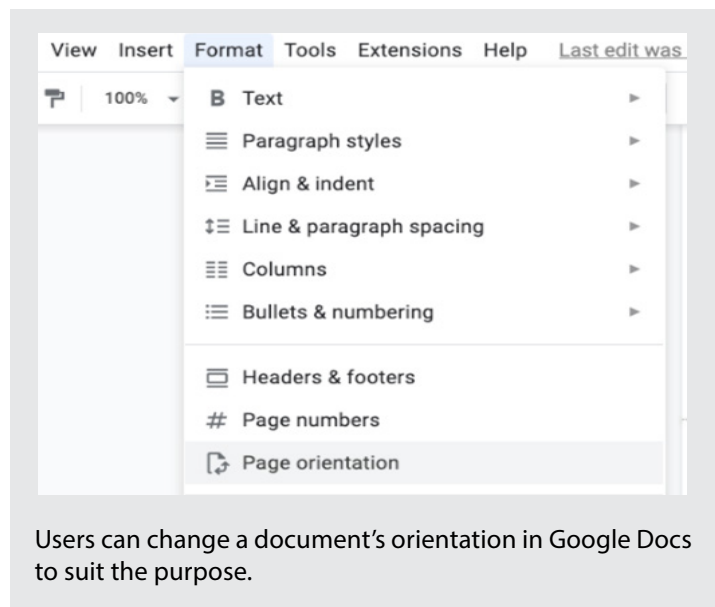 View Insert Format Tools Extensions Help Last edit was
100%
B Text
Paragraph styles
Align & indent
Line & paragraph spacing
Columns
Bullets & numbering
Headers & footers
# Page numbers
Page orientation
Users can change a document’s orientation in Google Docs
to suit the purpose.